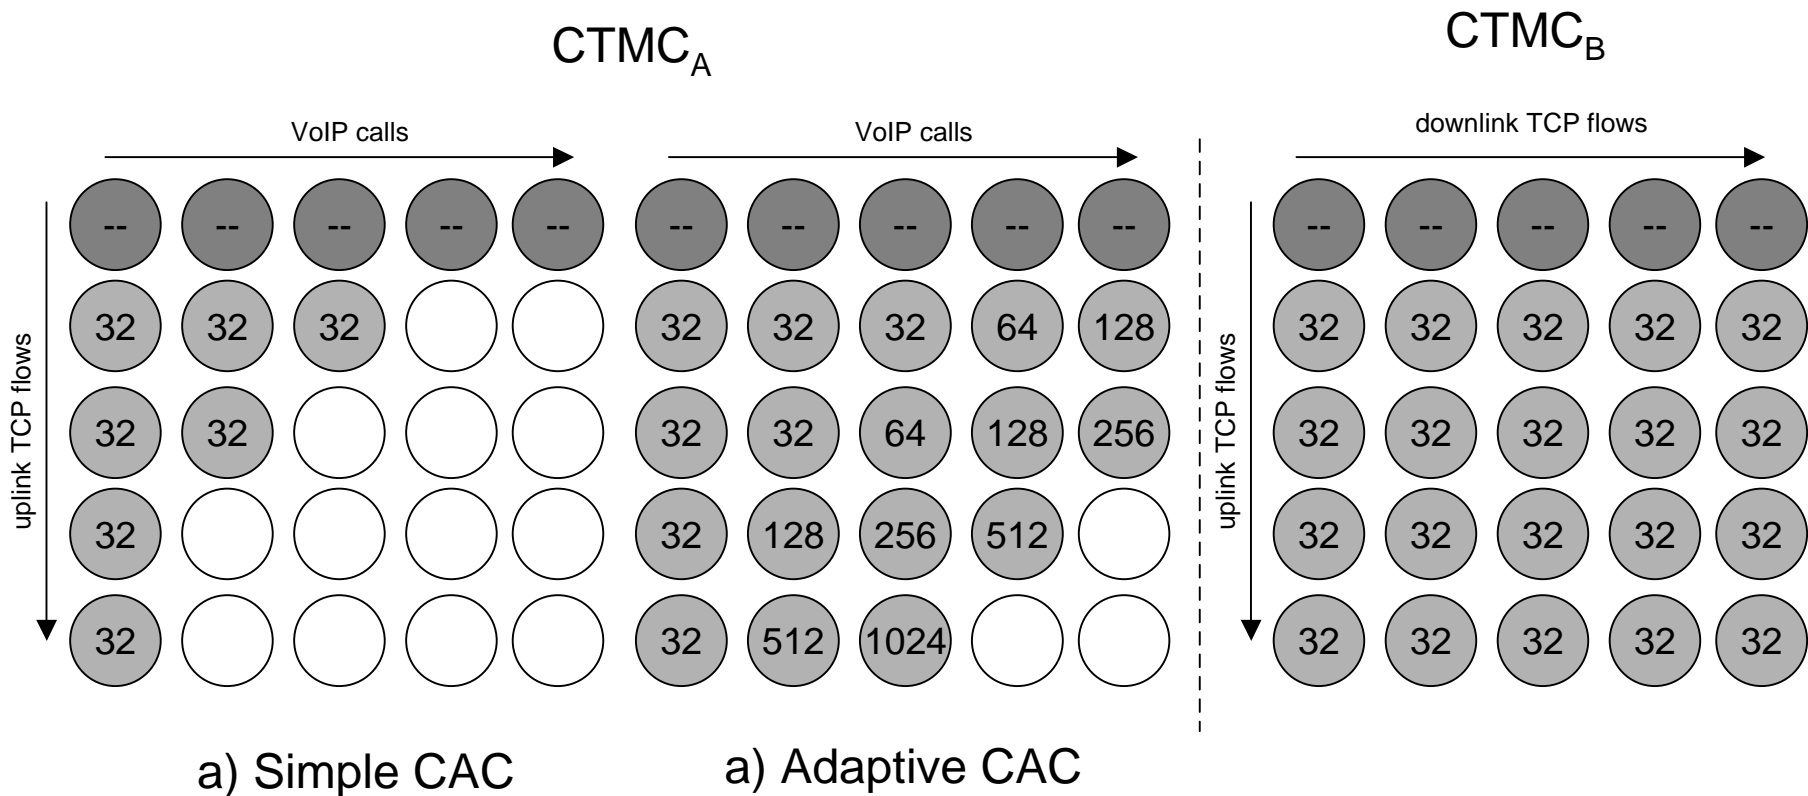 CTMC_A
CTMC_B
VoIP calls
VoIP calls
downlink TCP flows
uplink TCP flows
-- -- -- -- --
32 32 32
32 32
32
32
-- -- -- -- --
32 32 32 64 128
32 32 64 128 256
32 128 256 512
32 512 1024
uplink TCP flows
-- -- -- -- --
32 32 32 32 32
32 32 32 32 32
32 32 32 32 32
32 32 32 32 32
a) Simple CAC
a) Adaptive CAC